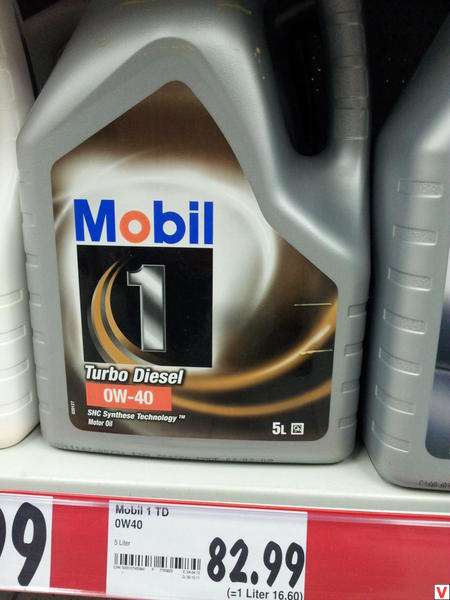 Mobil
1
Turbo Diesel
0W-40
SHC Synthese Technology™
Motor Oil
5L
99
Mobil 1 TD
0W40
5 Liter
82.99
(=1 Liter 16.60)
V